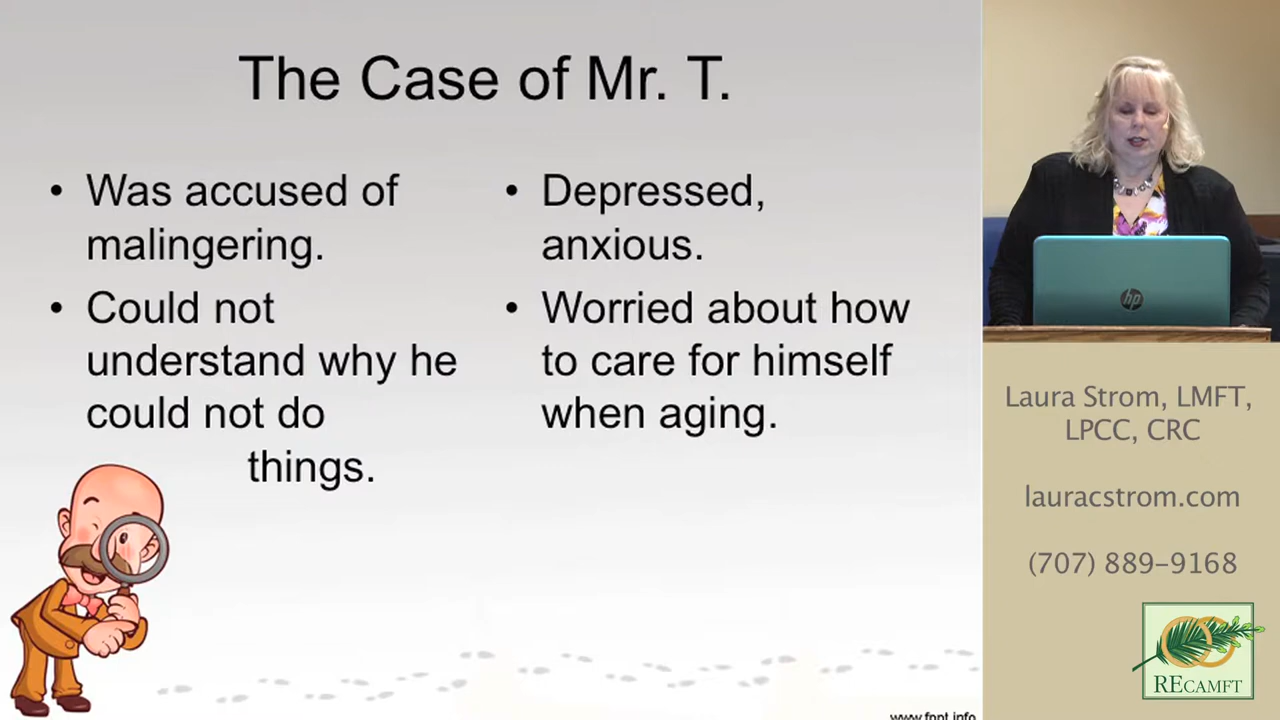 The Case of Mr. T.
• Was accused of
malingering.
• Could not
understand why he
could not do
things.
• Depressed,
anxious.
• Worried about how
to care for himself
when aging.
www.fppt.info
hp
Laura Strom, LMFT,
LPCC, CRC
lauracstrom.com
(707) 889-9168
RECAMFT